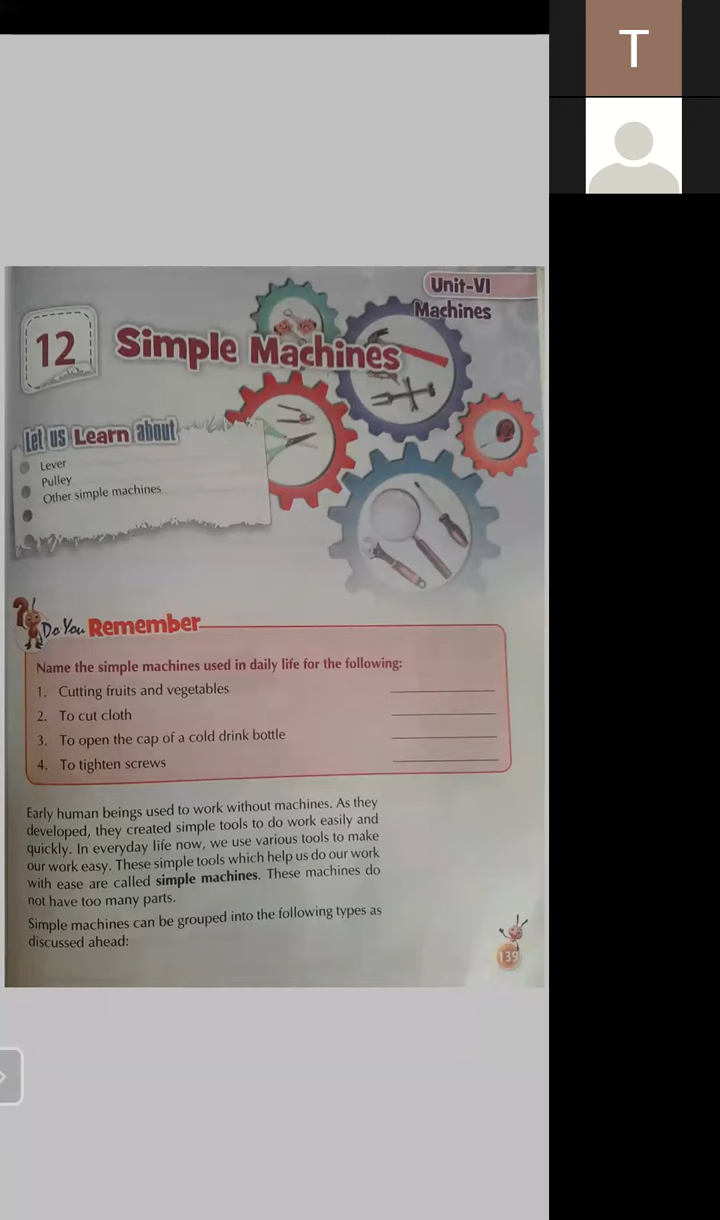 T
Unit-VI
Machines
12
Simple Machines
Let us Learn about
Lever
Pulley
Other simple machines
?
Do You Remember
Name the simple machines used in daily life for the following:
1. Cutting fruits and vegetables
2. To cut cloth
3. To open the cap of a cold drink bottle
4. To tighten screws
Early human beings used to work without machines. As they
developed, they created simple tools to do work easily and
quickly. In everyday life now, we use various tools to make
our work easy. These simple tools which help us do our work
with ease are called simple machines. These machines do
not have too many parts.
Simple machines can be grouped into the following types as
discussed ahead:
139